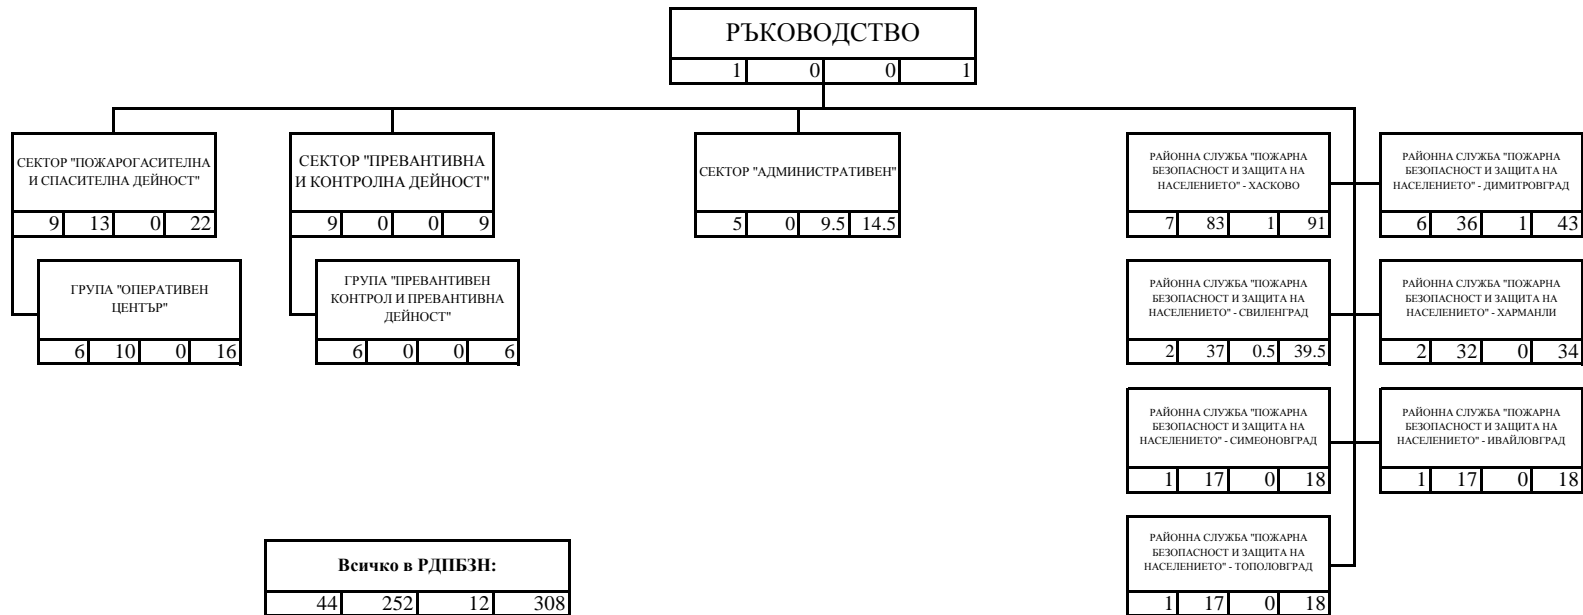 РЪКОВОДСТВО
1 0 0 1
СЕКТОР "ПОЖАРОГАСИТЕЛНА
И СПАСИТЕЛНА ДЕЙНОСТ"
9 13 0 22
ГРУПА "ОПЕРАТИВЕН
ЦЕНТЪР"
6 10 0 16
СЕКТОР "ПРЕВАНТИВНА
И КОНТРОЛНА ДЕЙНОСТ"
9 0 0 9
ГРУПА "ПРЕВАНТИВЕН
КОНТРОЛ И ПРЕВАНТИВНА
ДЕЙНОСТ"
6 0 0 6
СЕКТОР "АДМИНИСТРАТИВЕН"
5 0 9.5 14.5
РАЙОННА СЛУЖБА "ПОЖАРНА
БЕЗОПАСНОСТ И ЗАЩИТА НА
НАСЕЛЕНИЕТО" - ХАСКОВО
7 83 1 91
РАЙОННА СЛУЖБА "ПОЖАРНА
БЕЗОПАСНОСТ И ЗАЩИТА НА
НАСЕЛЕНИЕТО" - ДИМИТРОВГРАД
6 36 1 43
РАЙОННА СЛУЖБА "ПОЖАРНА
БЕЗОПАСНОСТ И ЗАЩИТА НА
НАСЕЛЕНИЕТО" - СВИЛЕНГРАД
2 37 0.5 39.5
РАЙОННА СЛУЖБА "ПОЖАРНА
БЕЗОПАСНОСТ И ЗАЩИТА НА
НАСЕЛЕНИЕТО" - ХАРМАНЛИ
2 32 0 34
РАЙОННА СЛУЖБА "ПОЖАРНА
БЕЗОПАСНОСТ И ЗАЩИТА НА
НАСЕЛЕНИЕТО" - СИМЕОНОВГРАД
1 17 0 18
РАЙОННА СЛУЖБА "ПОЖАРНА
БЕЗОПАСНОСТ И ЗАЩИТА НА
НАСЕЛЕНИЕТО" - ИВАЙЛОВГРАД
1 17 0 18
РАЙОННА СЛУЖБА "ПОЖАРНА
БЕЗОПАСНОСТ И ЗАЩИТА НА
НАСЕЛЕНИЕТО" - ТОПОЛОВГРАД
1 17 0 18
Всичко в РДПБЗН:
44 252 12 308